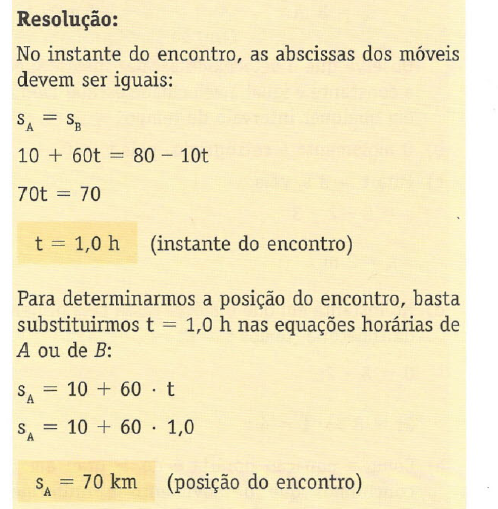 Resolução:
No instante do encontro, as abscissas dos móveis
devem ser iguais:
s_A = s_B
10 + 60t = 80 – 10t
70t = 70
t = 1,0 h (instante do encontro)
Para determinarmos a posição do encontro, basta
substituirmos t = 1,0 h nas equações horárias de
A ou de B:
s_A = 10 + 60 · t
s_A = 10 + 60 · 1,0
s_A = 70 km (posição do encontro)